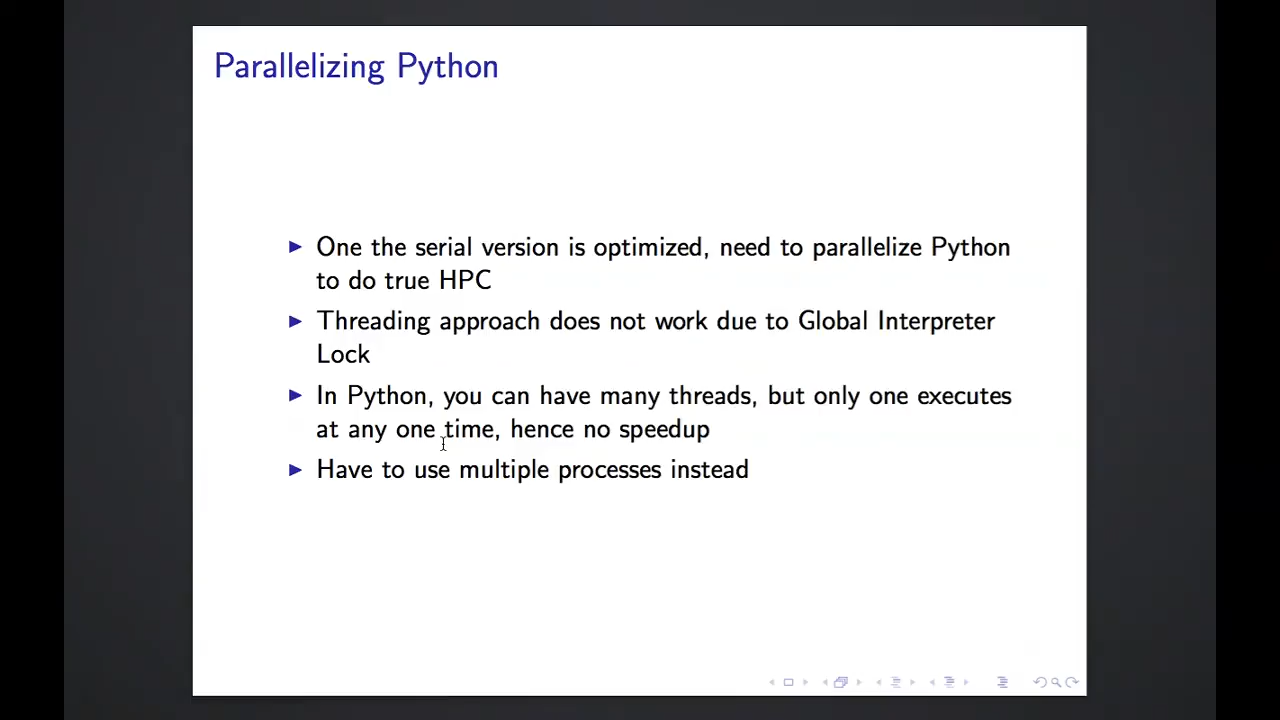 Parallelizing Python
One the serial version is optimized, need to parallelize Python
to do true HPC
Threading approach does not work due to Global Interpreter
Lock
In Python, you can have many threads, but only one executes
at any one time, hence no speedup
Have to use multiple processes instead